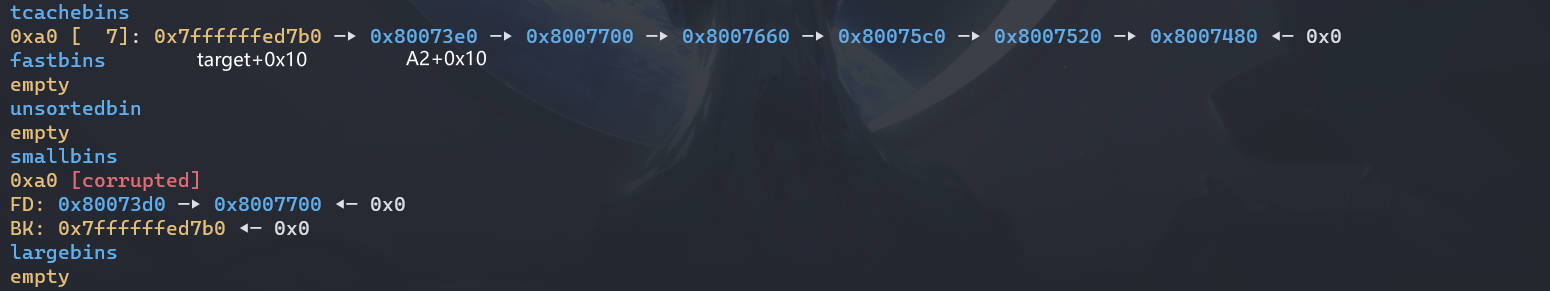 tcachebins
0xa0 [  7]: 0x7ffffffed7b0 —▸ 0x80073e0 —▸ 0x8007700 —▸ 0x8007660 —▸ 0x80075c0 —▸ 0x8007520 —▸ 0x8007480 ◂— 0x0
fastbins target+0x10 A2+0x10
empty
unsortedbin
empty
smallbins
0xa0 [corrupted]
FD: 0x80073d0 —▸ 0x8007700 ◂— 0x0
BK: 0x7ffffffed7b0 ◂— 0x0
largebins
empty